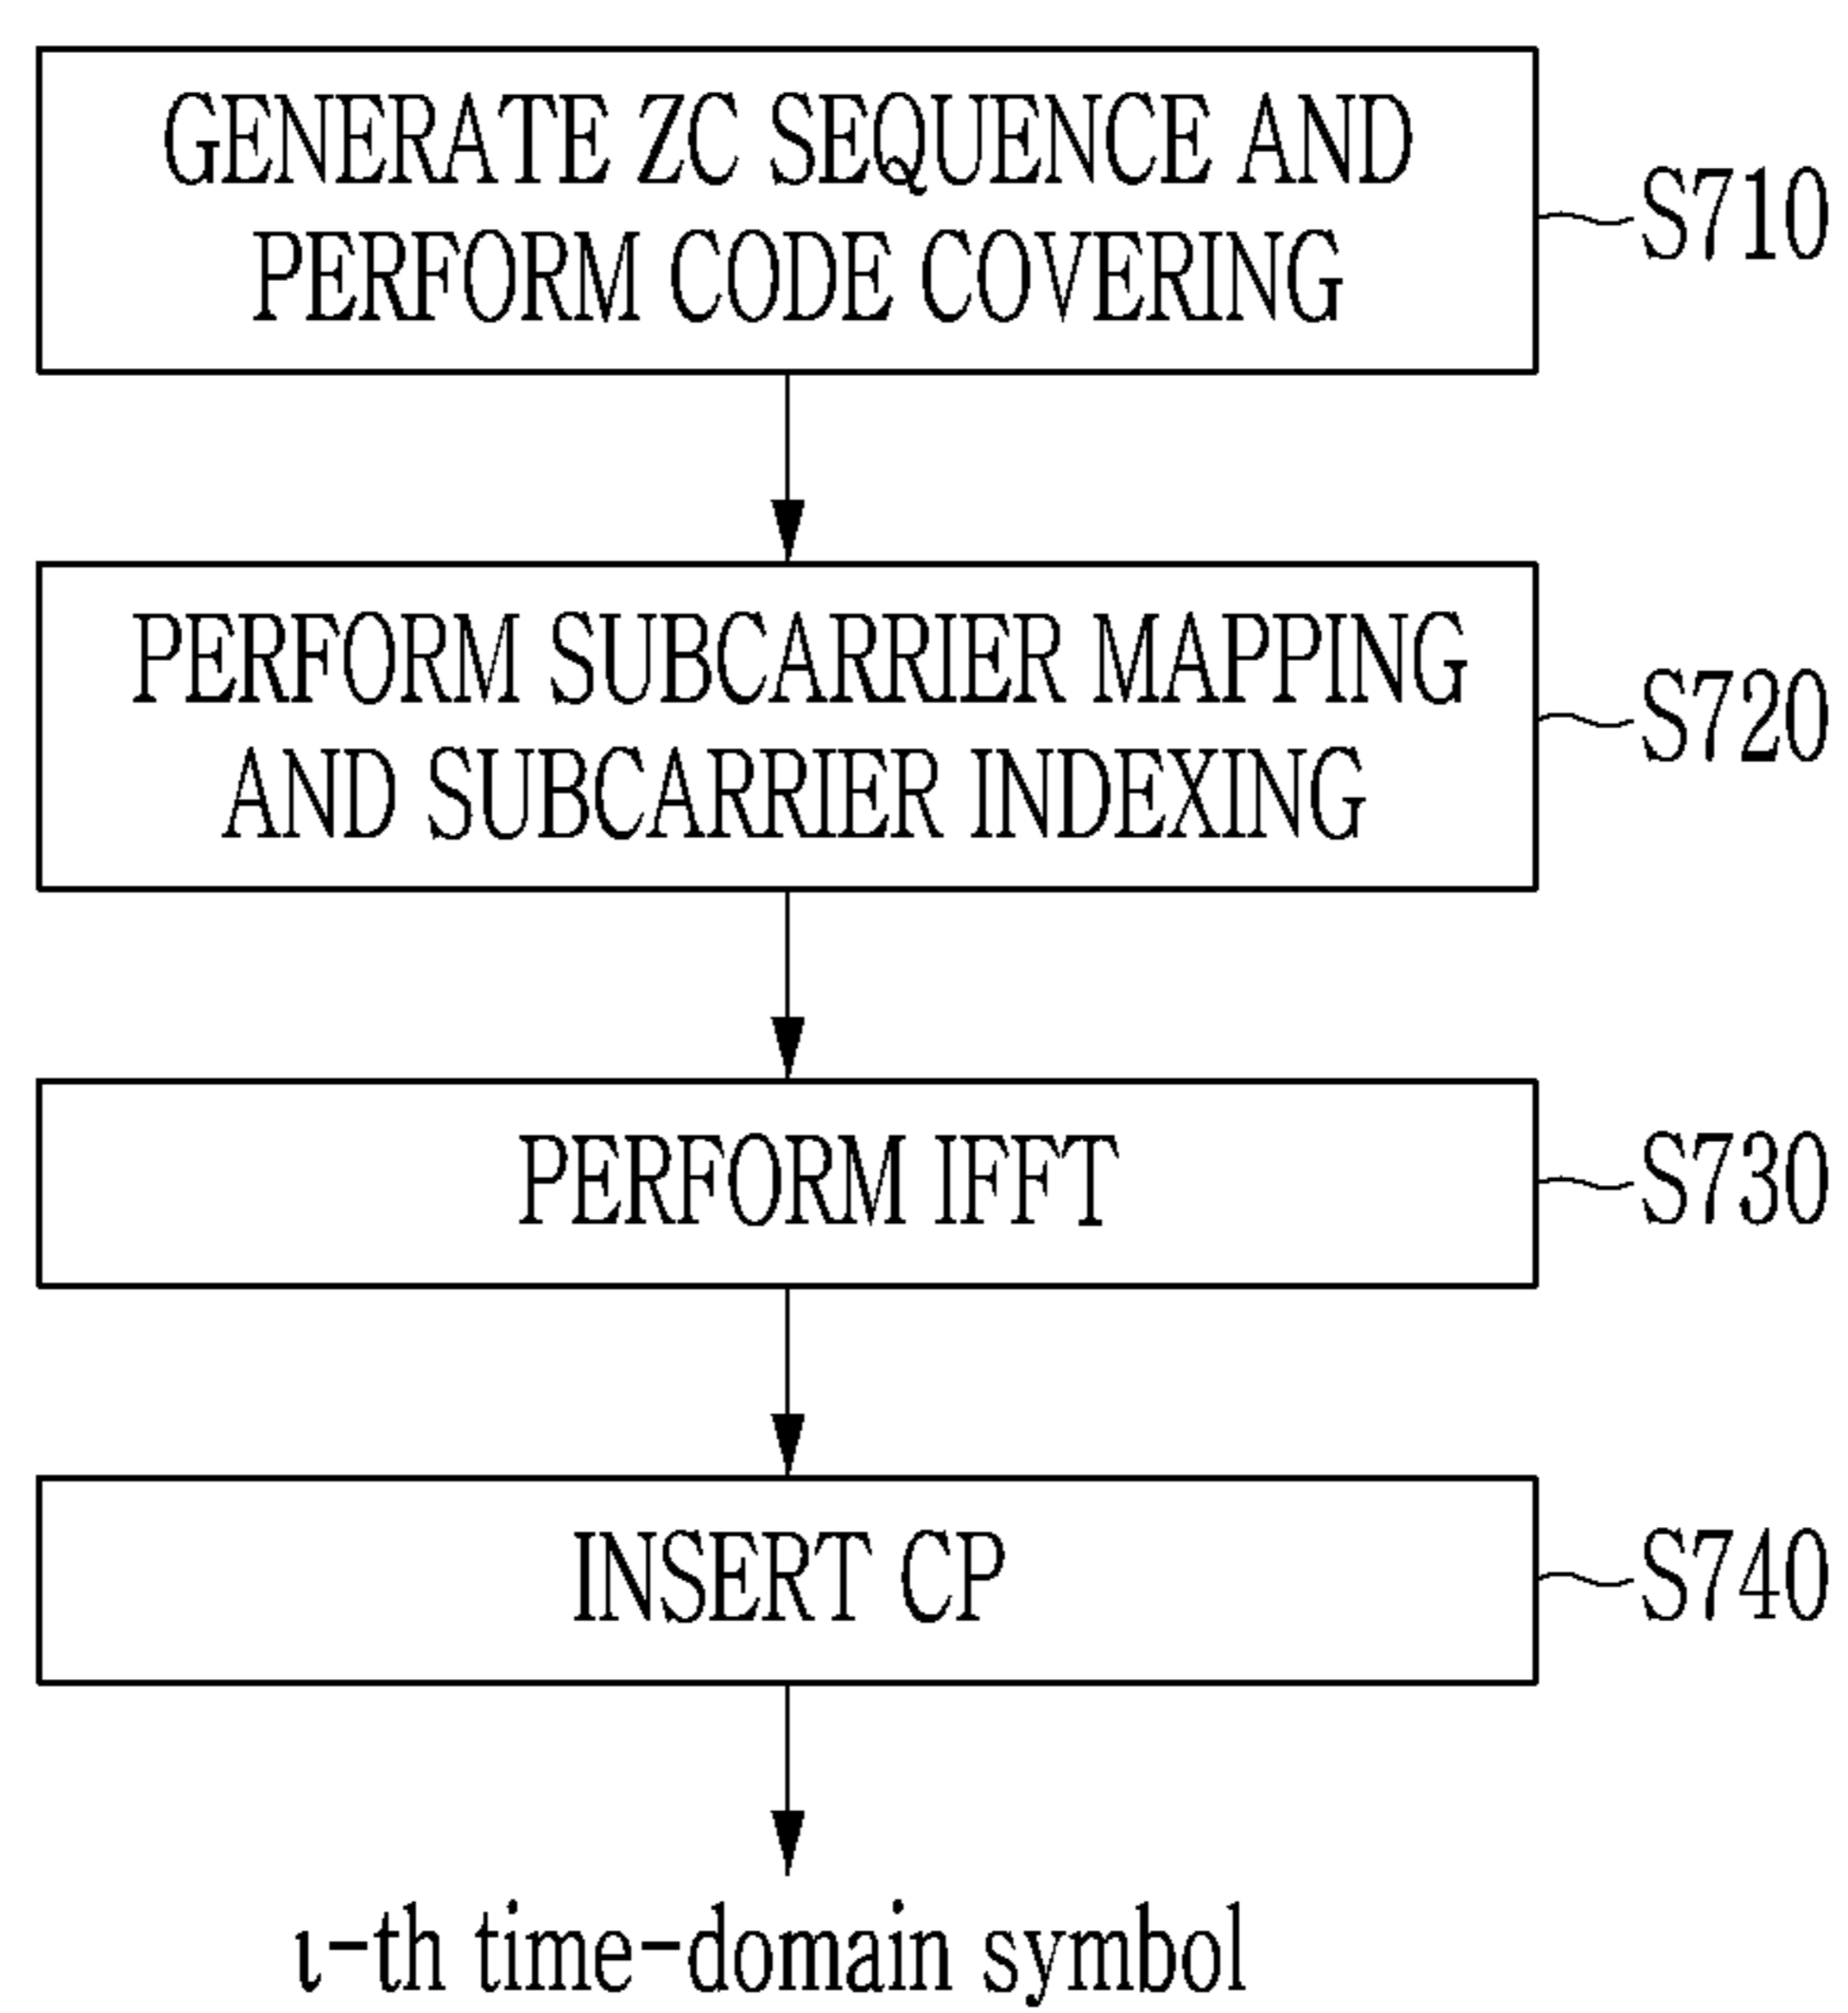 GENERATE ZC SEQUENCE AND
PERFORM CODE COVERING
S710
PERFORM SUBCARRIER MAPPING
AND SUBCARRIER INDEXING
S720
PERFORM IFFT
S730
INSERT CP
S740
ι-th time-domain symbol